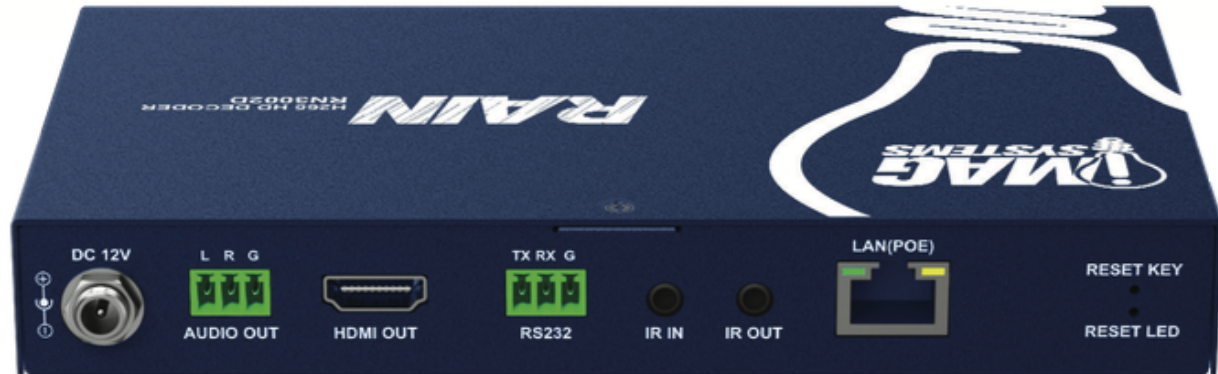 H265 HD DECODER
RN3002D
RAIN
iMAG
SYSTEMS
DC 12V
L R G
AUDIO OUT
HDMI OUT
TX RX G
RS232
IR IN
IR OUT
LAN(POE)
RESET KEY
RESET LED